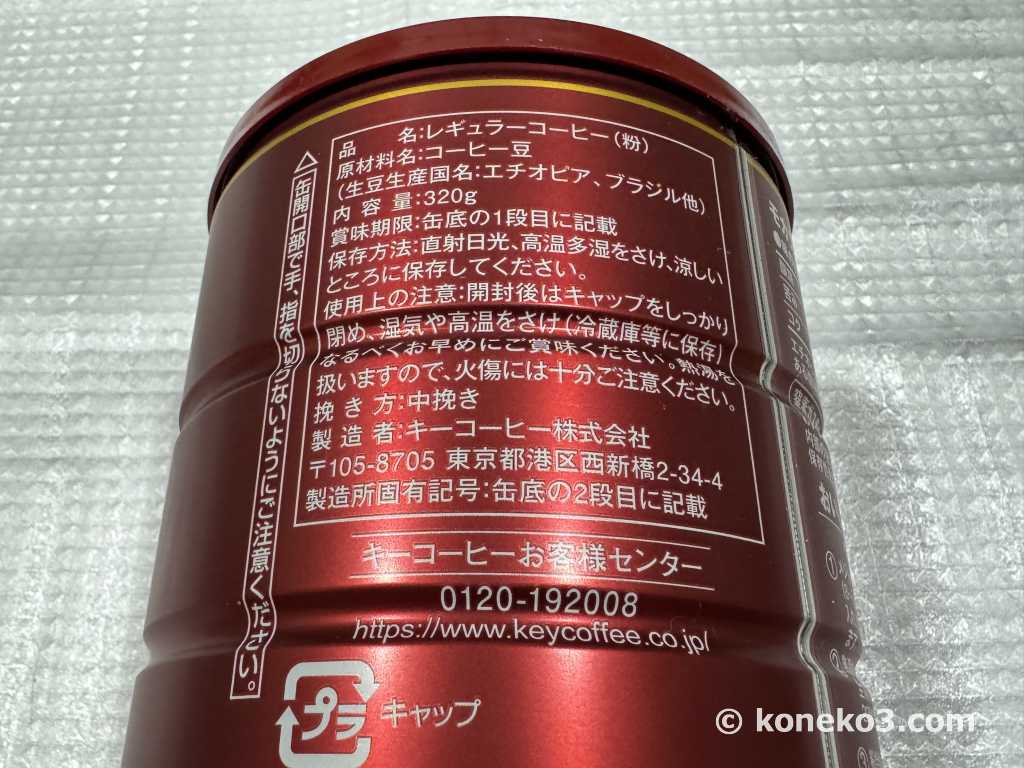 品　名:レギュラーコーヒー(粉)
原材料名:コーヒー豆
(生豆生産国名:エチオピア、ブラジル他)
内 容 量:320g
賞味期限:缶底の1段目に記載
保存方法:直射日光、高温多湿をさけ、涼しい
ところに保存してください。
使用上の注意:開封後はキャップをしっかり
閉め、湿気や高温をさけ(冷蔵庫等に保存)
なるべくお早めにご賞味ください。熱湯を
扱いますので、火傷には十分ご注意ください。
挽 き 方:中挽き
製 造 者:キーコーヒー株式会社
〒105-8705 東京都港区西新橋2-34-4
製造所固有記号:缶底の2段目に記載
△缶開口部で手、指を切らないようにご注意ください。
キーコーヒーお客様センター
0120-192008
https://www.keycoffee.co.jp/
プラ キャップ
© koneko3.com